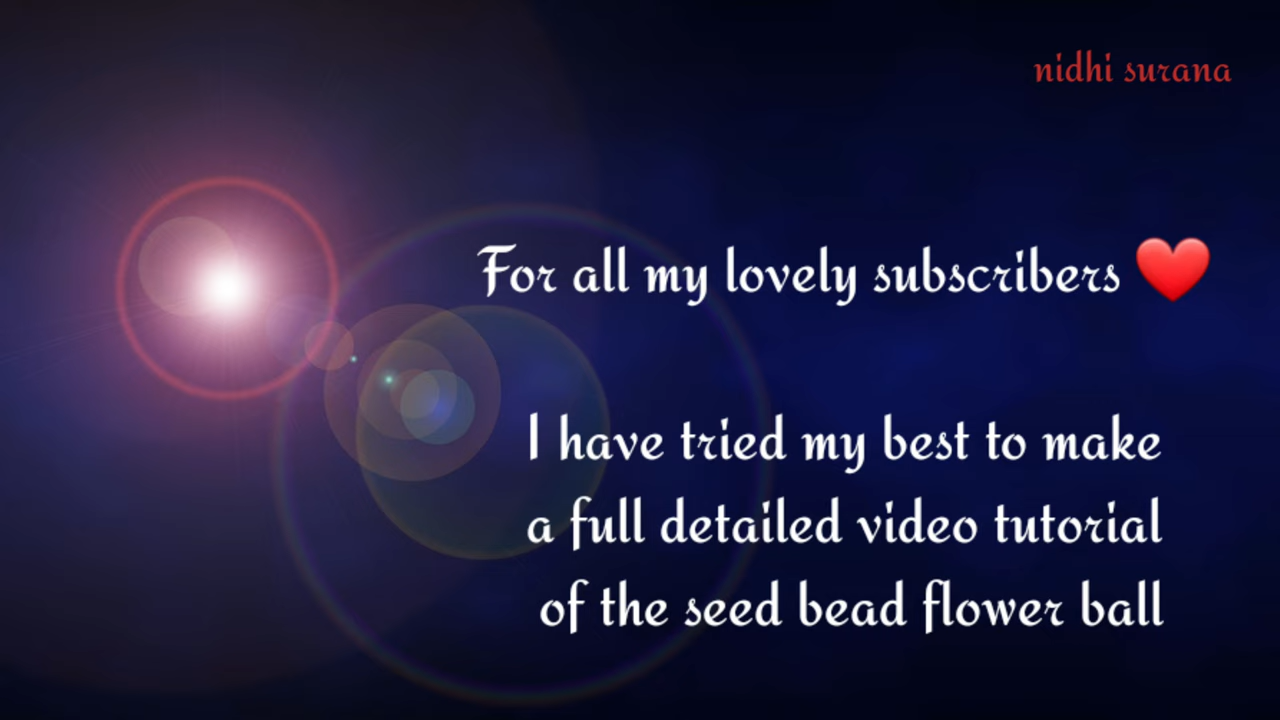 nidhi surana
For all my lovely subscribers ❤️
I have tried my best to make
a full detailed video tutorial
of the seed bead flower ball